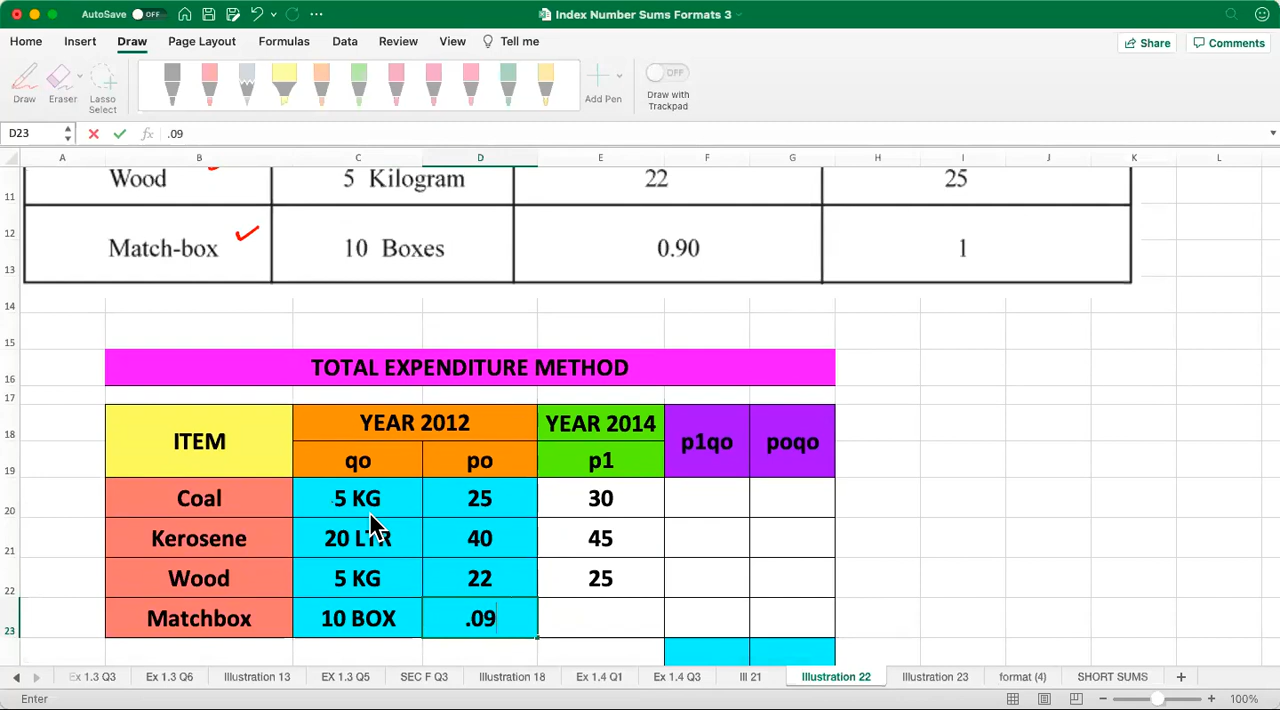 AutoSave OFF Index Number Sums Formats 3
Home Insert Draw Page Layout Formulas Data Review View Tell me Share Comments
Draw Eraser Lasso Select Add Pen OFF Draw with Trackpad
D23 fx .09
A B C D E F G H I J K L
11 Wood 5 Kilogram 22 25
12 Match-box 10 Boxes 0.90 1
13
14
15
16 TOTAL EXPENDITURE METHOD
17
18 ITEM YEAR 2012 YEAR 2014 p1qo poqo
19 qo po p1
20 Coal 5 KG 25 30
21 Kerosene 20 LTR 40 45
22 Wood 5 KG 22 25
23 Matchbox 10 BOX .09
Ex 1.3 Q3 Ex 1.3 Q6 Illustration 13 Ex 1.3 Q5 SEC F Q3 Illustration 18 Ex 1.4 Q1 Ex 1.4 Q3 Ill 21 Illustration 22 Illustration 23 format (4) SHORT SUMS +
Enter 100%